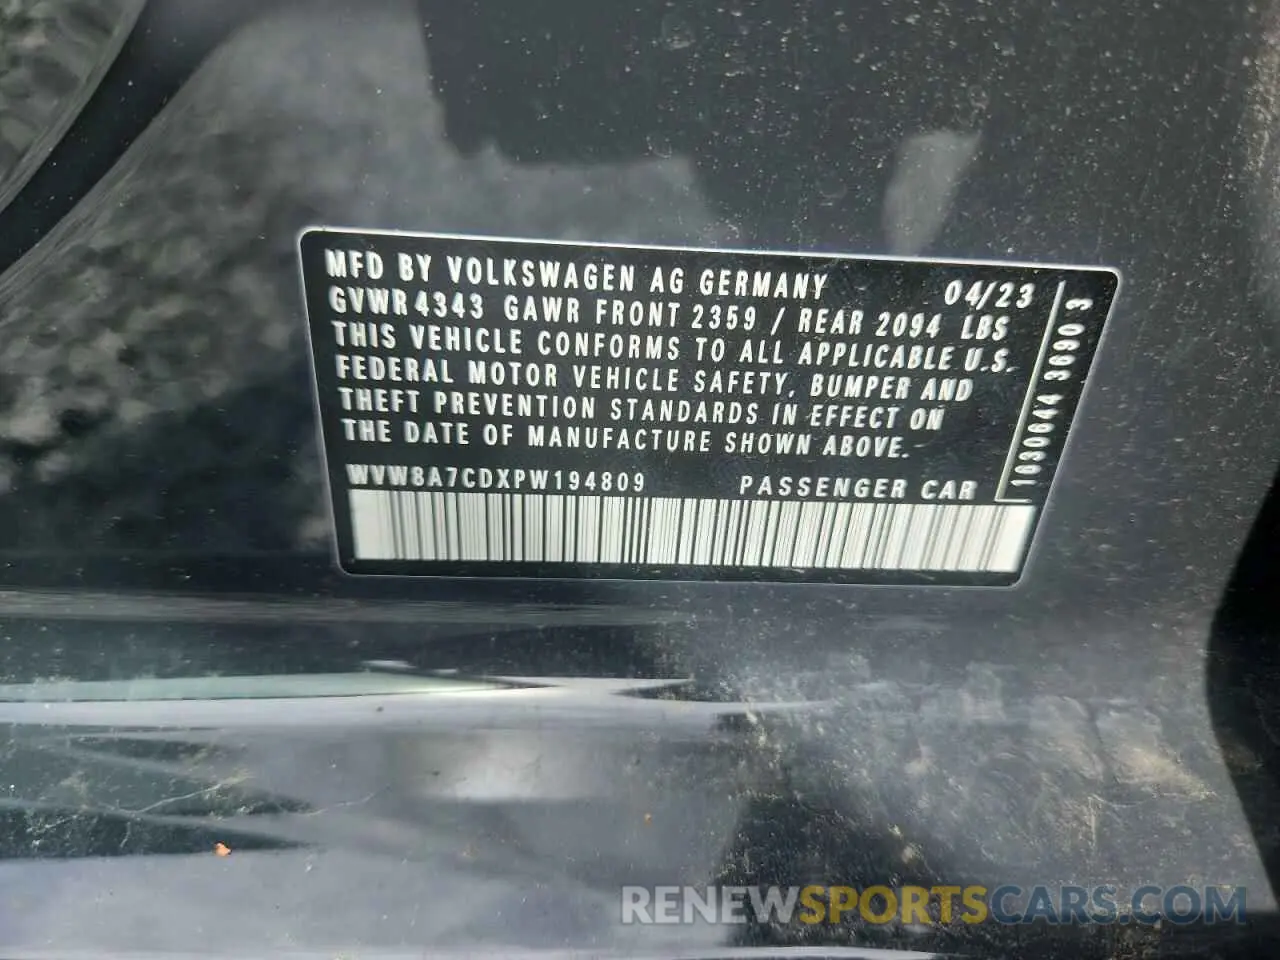 MFD BY VOLKSWAGEN AG GERMANY 04/23
GVWR 4343 GAWR FRONT 2359 / REAR 2094 LBS
THIS VEHICLE CONFORMS TO ALL APPLICABLE U.S.
FEDERAL MOTOR VEHICLE SAFETY, BUMPER AND
THEFT PREVENTION STANDARDS IN EFFECT ON
THE DATE OF MANUFACTURE SHOWN ABOVE.
WVW8A7CDXPW194809 PASSENGER CAR
1030644 36903
RENEWSPORTSCARS.COM